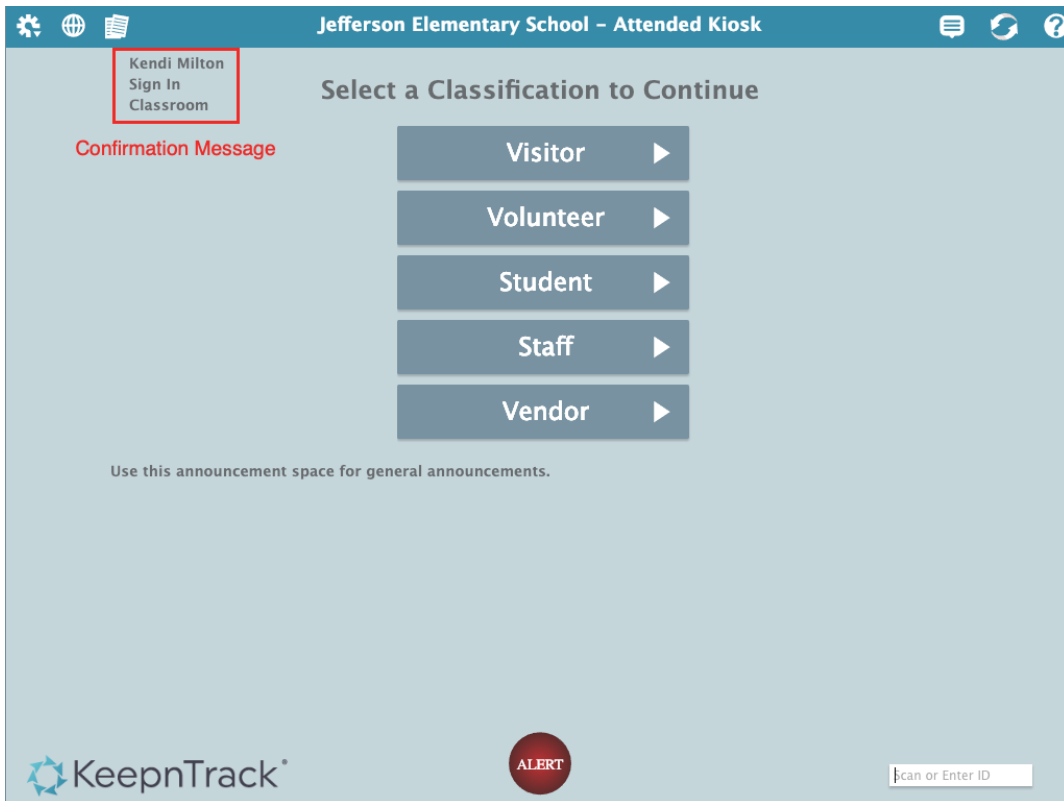 Jefferson Elementary School – Attended Kiosk
Kendi Milton
Sign In
Classroom
Confirmation Message
Select a Classification to Continue
Visitor
Volunteer
Student
Staff
Vendor
Use this announcement space for general announcements.
KeepnTrack
ALERT
Scan or Enter ID